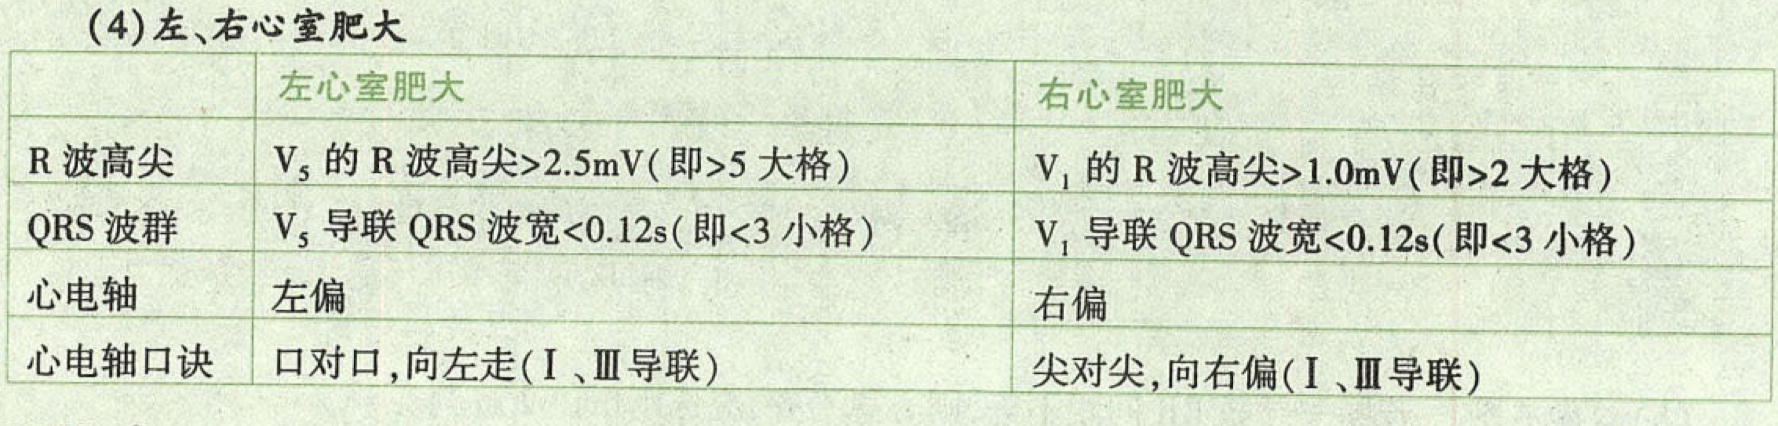 (4)左、右心室肥大
左心室肥大 右心室肥大
R 波高尖 V₅ 的 R 波高尖>2.5mV(即>5 大格) V₁ 的 R 波高尖>1.0mV(即>2 大格)
QRS 波群 V₅ 导联 QRS 波宽<0.12s(即<3 小格) V₁ 导联 QRS 波宽<0.12s(即<3 小格)
心电轴 左偏 右偏
心电轴口诀 口对口,向左走(Ⅰ、Ⅲ导联) 尖对尖,向右偏(Ⅰ、Ⅲ导联)